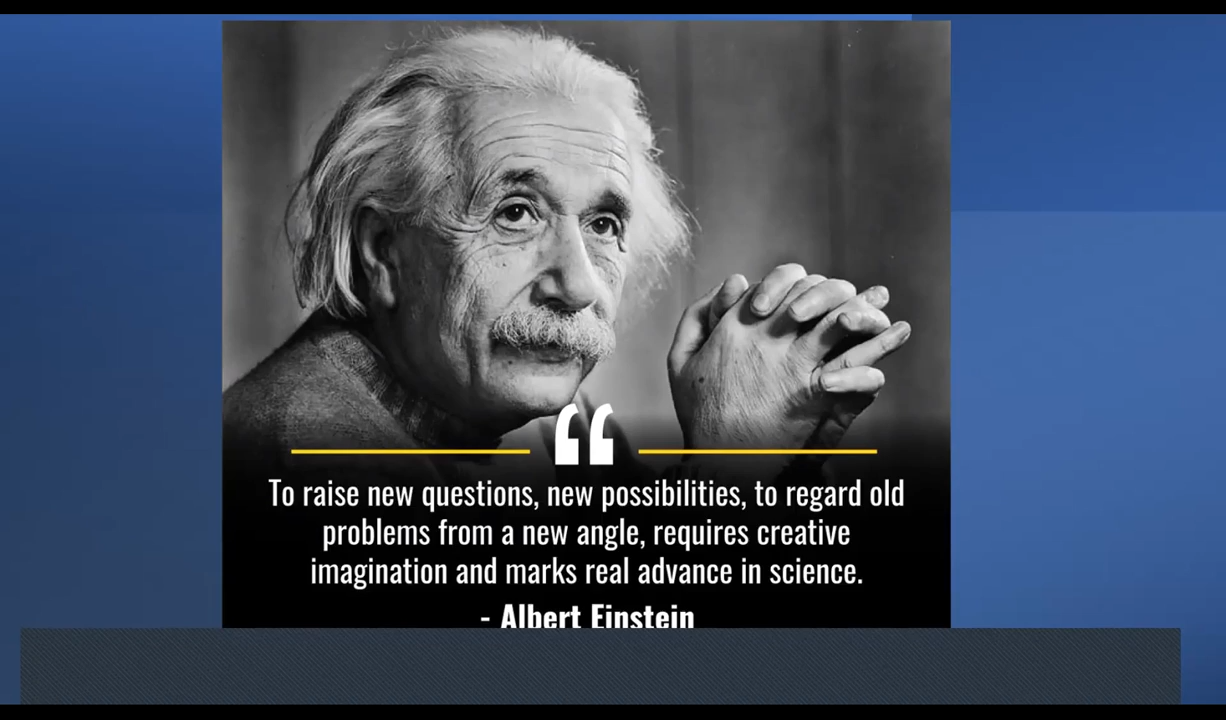 “
To raise new questions, new possibilities, to regard old
problems from a new angle, requires creative
imagination and marks real advance in science.
- Albert Einstein